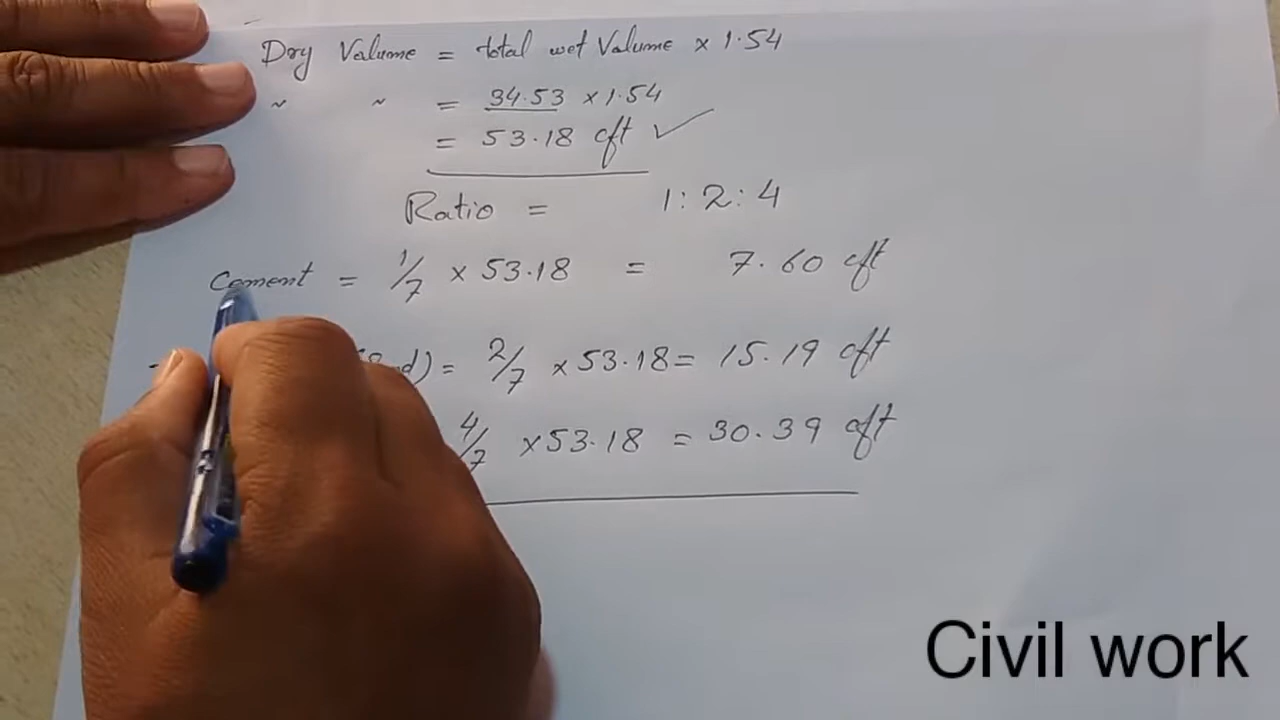 Dry Valume = total wet Valume × 1.54
~ ~ = 34.53 × 1.54
= 53.18 cft ✓
Ratio = 1 : 2 : 4
Cement = 1/7 × 53.18 = 7.60 cft
= 2/7 × 53.18 = 15.19 cft
4/7 × 53.18 = 30.39 cft
Civil work